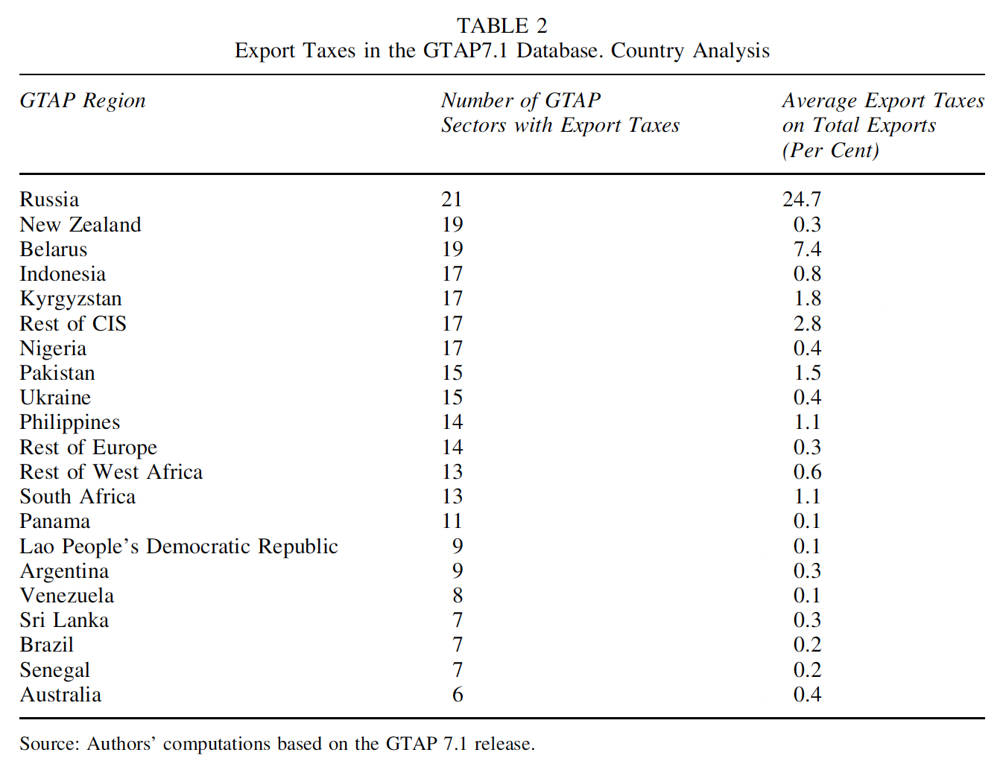 TABLE 2
Export Taxes in the GTAP7.1 Database. Country Analysis
GTAP Region Number of GTAP Average Export Taxes
Sectors with Export Taxes on Total Exports
(Per Cent)
Russia 21 24.7
New Zealand 19 0.3
Belarus 19 7.4
Indonesia 17 0.8
Kyrgyzstan 17 1.8
Rest of CIS 17 2.8
Nigeria 17 0.4
Pakistan 15 1.5
Ukraine 15 0.4
Philippines 14 1.1
Rest of Europe 14 0.3
Rest of West Africa 13 0.6
South Africa 13 1.1
Panama 11 0.1
Lao People’s Democratic Republic 9 0.1
Argentina 9 0.3
Venezuela 8 0.1
Sri Lanka 7 0.3
Brazil 7 0.2
Senegal 7 0.2
Australia 6 0.4
Source: Authors’ computations based on the GTAP 7.1 release.